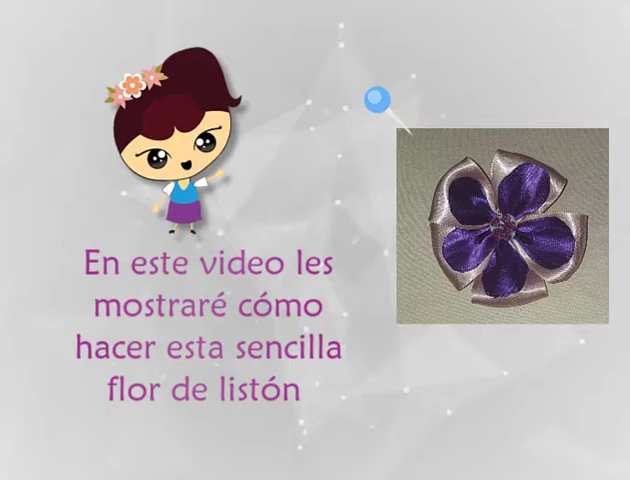 En este video les
mostraré cómo
hacer esta sencilla
flor de listón